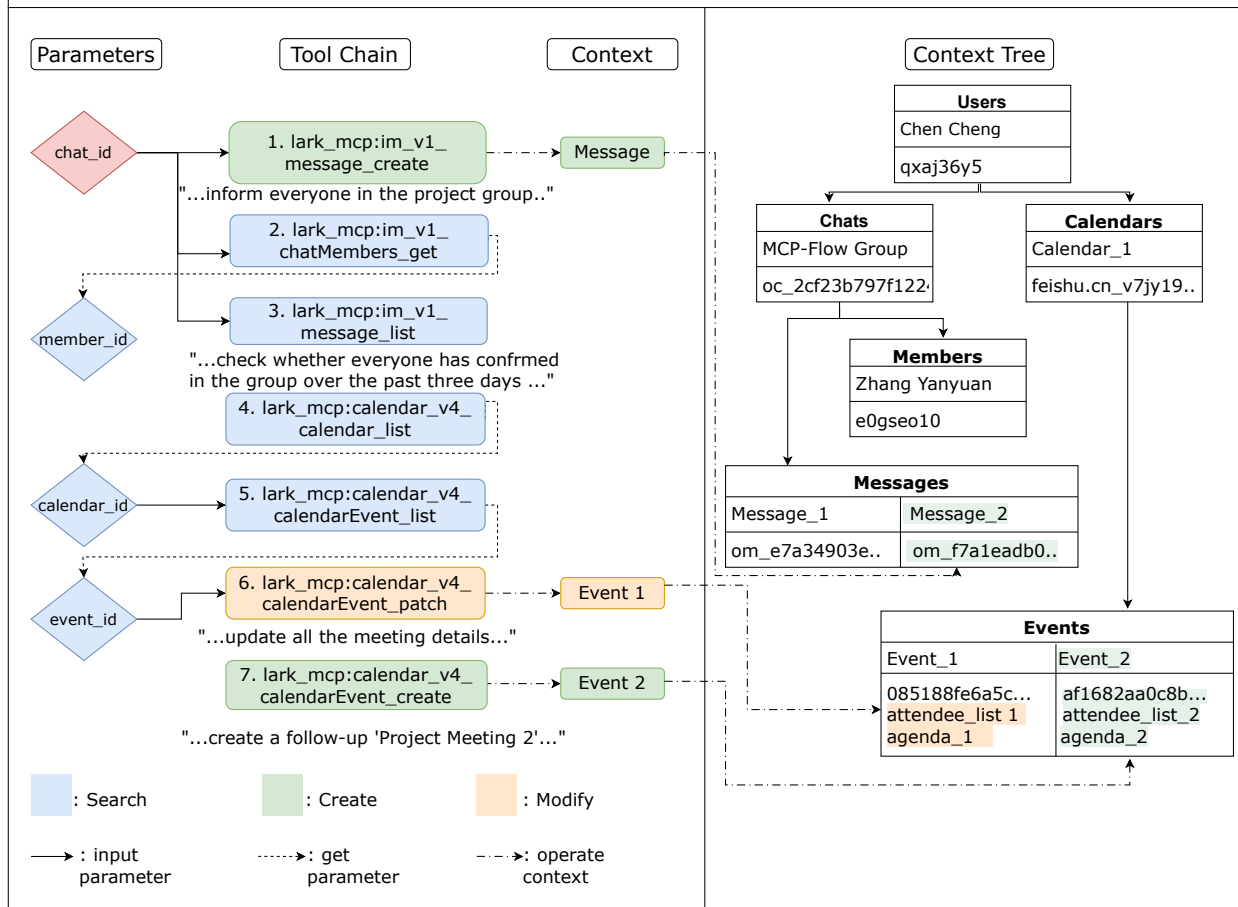 Parameters
Tool Chain
Context
chat_id
1. lark_mcp:im_v1_
message_create
Message
"...inform everyone in the project group.."
2. lark_mcp:im_v1_
chatMembers_get
member_id
3. lark_mcp:im_v1_
message_list
"...check whether everyone has confrmed
in the group over the past three days ..."
4. lark_mcp:calendar_v4_
calendar_list
calendar_id
5. lark_mcp:calendar_v4_
calendarEvent_list
event_id
6. lark_mcp:calendar_v4_
calendarEvent_patch
Event 1
"...update all the meeting details..."
7. lark_mcp:calendar_v4_
calendarEvent_create
Event 2
"...create a follow-up 'Project Meeting 2'..."
: Search
: Create
: Modify
: input
parameter
: get
parameter
: operate
context
Context Tree
Users
Chen Cheng
qxaj36y5
Chats
MCP-Flow Group
oc_2cf23b797f122
Calendars
Calendar_1
feishu.cn_v7jy19..
Members
Zhang Yanyuan
e0gseo10
Messages
Message_1
Message_2
om_e7a34903e..
om_f7a1eadb0..
Events
Event_1
Event_2
085188fe6a5c...
attendee_list 1
agenda_1
af1682aa0c8b...
attendee_list_2
agenda_2